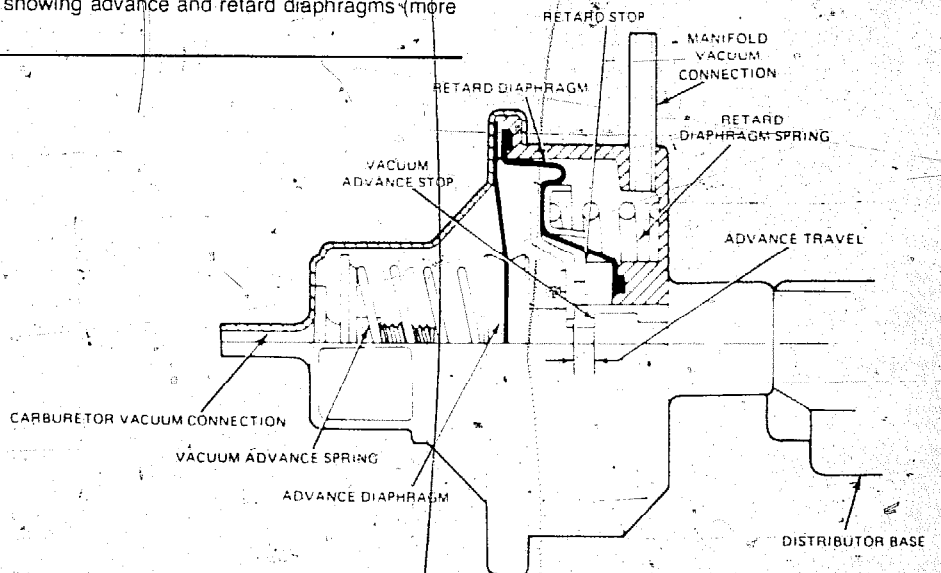 showing advance and retard diaphragms (more
RETARD STOP
MANIFOLD
VACUUM
CONNECTION
RETARD DIAPHRAGM
RETARD
DIAPHRAGM SPRING
VACUUM
ADVANCE STOP
ADVANCE TRAVEL
CARBURETOR VACUUM CONNECTION
VACUUM ADVANCE SPRING
ADVANCE DIAPHRAGM
DISTRIBUTOR BASE